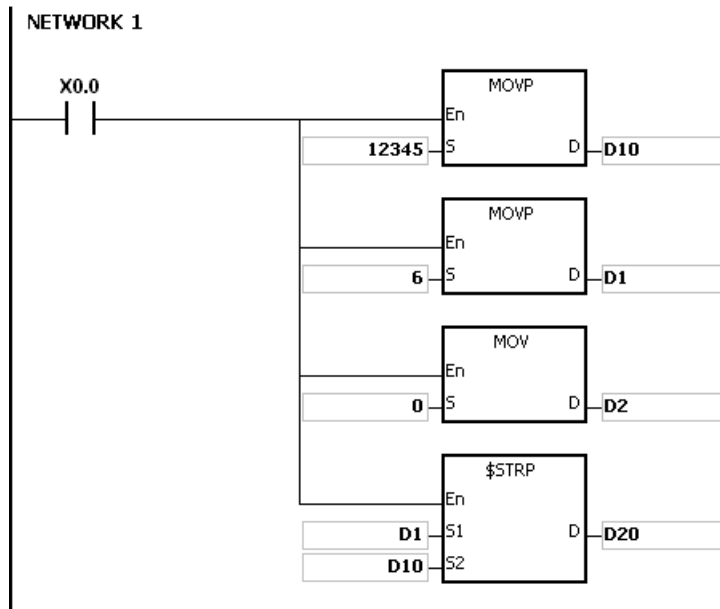 NETWORK 1
X0.0
MOVP
En
12345 S D D10
MOVP
En
6 S D D1
MOV
En
0 S D D2
$STRP
En
D1 S1 D D20
D10 S2